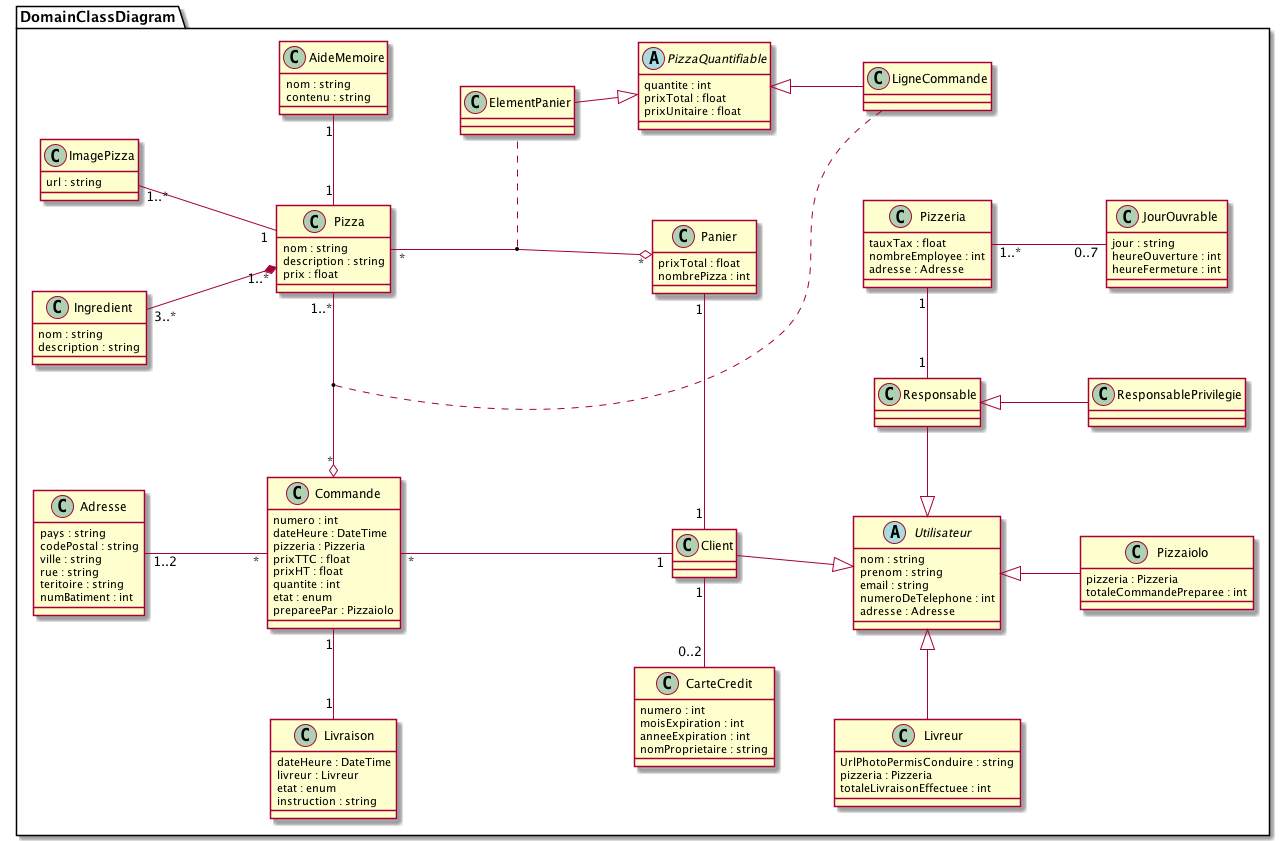 DomainClassDiagram
C AideMemoire
nom : string
contenu : string
A PizzaQuantifiable
quantite : int
prixTotal : float
prixUnitaire : float
C LigneCommande
C ElementPanier
1
1
C ImagePizza
url : string
1..*
1
C Pizza
nom : string
description : string
prix : float
*
*
1..*
1..*
C Panier
prixTotal : float
nombrePizza : int
1
C Pizzeria
tauxTax : float
nombreEmployee : int
adresse : Adresse
1..*
0..7
1
C JourOuvrable
jour : string
heureOuverture : int
heureFermeture : int
C Ingredient
nom : string
description : string
3..*
1
C Responsable
C ResponsablePrivilegie
*
C Adresse
pays : string
codePostal : string
ville : string
rue : string
teritoire : string
numBatiment : int
1..2
*
C Commande
numero : int
dateHeure : DateTime
pizzeria : Pizzeria
prixTTC : float
prixHT : float
quantite : int
etat : enum
prepareePar : Pizzaiolo
*
1
1
1
C Client
1
A Utilisateur
nom : string
prenom : string
email : string
numeroDeTelephone : int
adresse : Adresse
C Pizzaiolo
pizzeria : Pizzeria
totaleCommandePreparee : int
1
C Livraison
dateHeure : DateTime
livreur : Livreur
etat : enum
instruction : string
0..2
C CarteCredit
numero : int
moisExpiration : int
anneeExpiration : int
nomProprietaire : string
C Livreur
UrlPhotoPermisConduire : string
pizzeria : Pizzeria
totaleLivraisonEffectuee : int